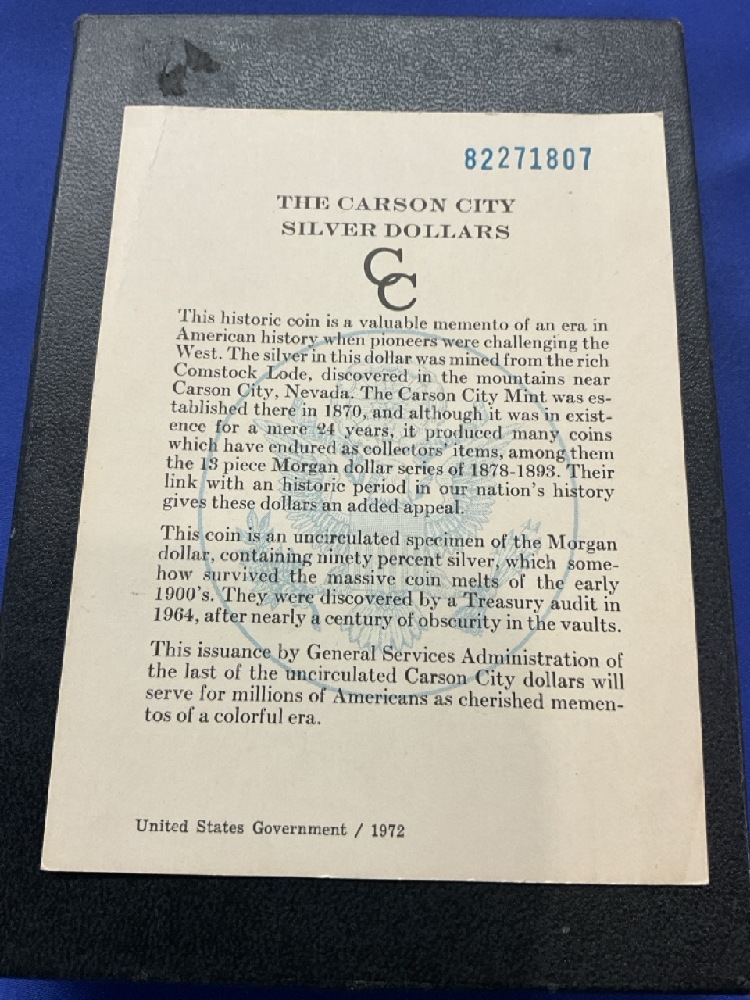 82271807
THE CARSON CITY
SILVER DOLLARS
CC
This historic coin is a valuable memento of an era in
American history when pioneers were challenging the
West. The silver in this dollar was mined from the rich
Comstock Lode, discovered in the mountains near
Carson City, Nevada. The Carson City Mint was es-
tablished there in 1870, and although it was in exist-
ence for a mere 24 years, it produced many coins
which have endured as collectors' items, among them
the 13 piece Morgan dollar series of 1878-1893. Their
link with an historic period in our nation's history
gives these dollars an added appeal.
This coin is an uncirculated specimen of the Morgan
dollar, containing ninety percent silver, which some-
how survived the massive coin melts of the early
1900's. They were discovered by a Treasury audit in
1964, after nearly a century of obscurity in the vaults.
This issuance by General Services Administration of
the last of the uncirculated Carson City dollars will
serve for millions of Americans as cherished memen-
tos of a colorful era.
United States Government / 1972